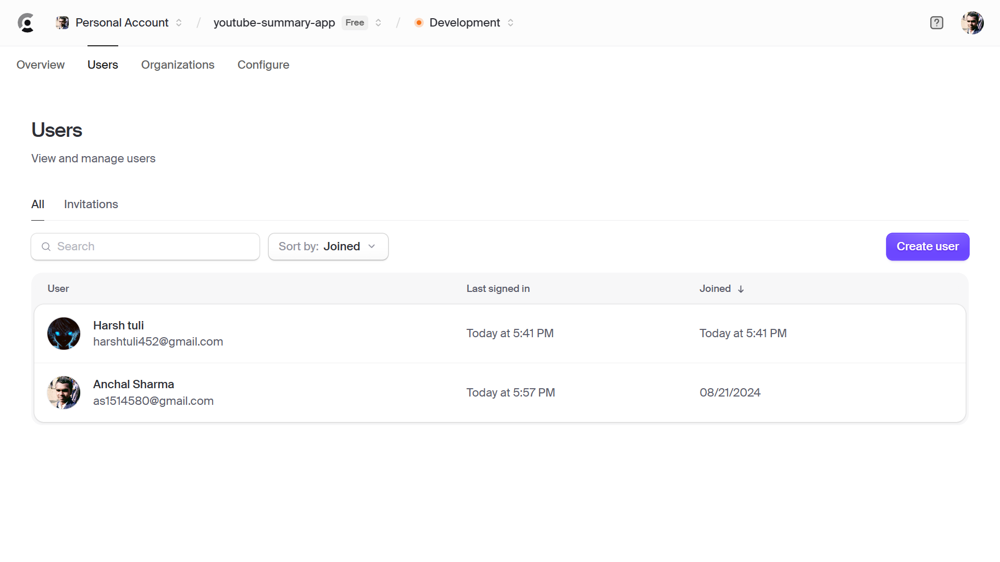 Personal Account / youtube-summary-app Free / Development ?
Overview Users Organizations Configure
Users
View and manage users
All Invitations
Search Sort by: Joined Create user
User Last signed in Joined ↓
Harsh tuli
harshtuli452@gmail.com
Today at 5:41 PM Today at 5:41 PM
Anchal Sharma
as1514580@gmail.com
Today at 5:57 PM 08/21/2024